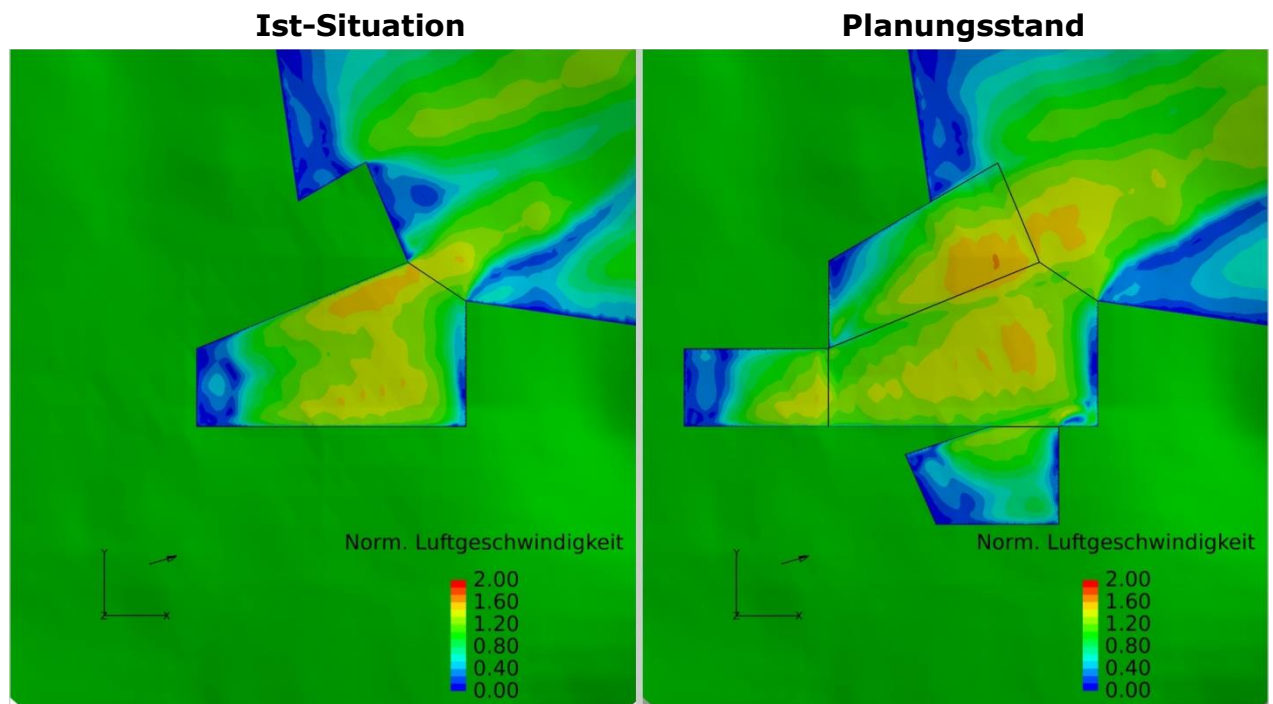 Ist-Situation
Planungsstand
Norm. Luftgeschwindigkeit
2.00
1.60
1.20
0.80
0.40
0.00
Y
Z
X
Norm. Luftgeschwindigkeit
2.00
1.60
1.20
0.80
0.40
0.00
Y
Z
X